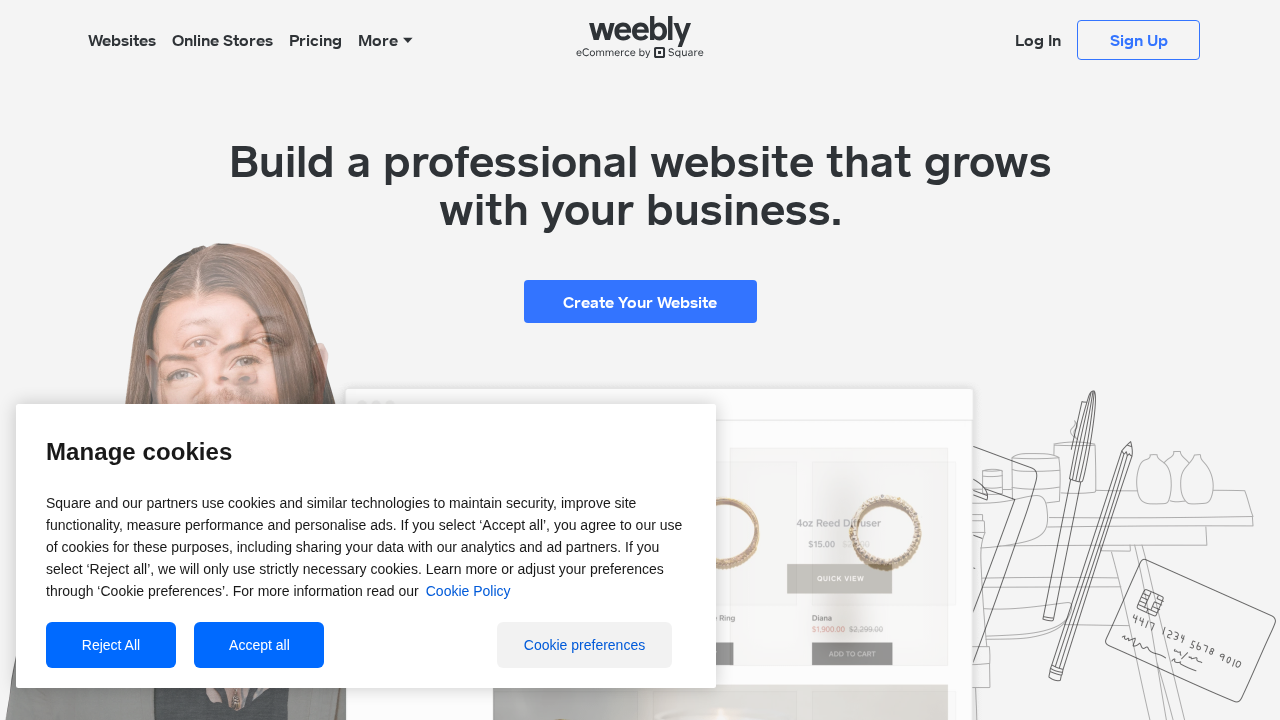 Websites Online Stores Pricing More
weebly
eCommerce by Square
Log In Sign Up
Build a professional website that grows
with your business.
Create Your Website
4oz Reed Diffuser
$15.00
QUICK VIEW
Ring
Diana
$1,900.00 $2,299.00
ADD TO CART
4417 1234 5678 9010
Manage cookies
Square and our partners use cookies and similar technologies to maintain security, improve site
functionality, measure performance and personalise ads. If you select ‘Accept all’, you agree to our use
of cookies for these purposes, including sharing your data with our analytics and ad partners. If you
select ‘Reject all’, we will only use strictly necessary cookies. Learn more or adjust your preferences
through ‘Cookie preferences’. For more information read our Cookie Policy
Reject All Accept all Cookie preferences